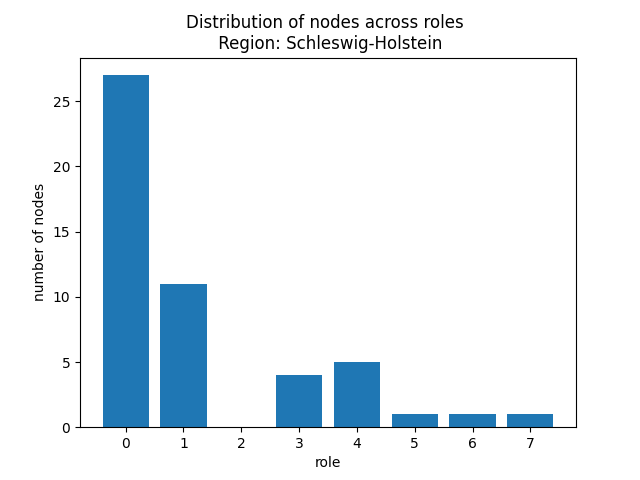 Distribution of nodes across roles
Region: Schleswig-Holstein
number of nodes
25
20
15
10
5
0
0 1 2 3 4 5 6 7
role